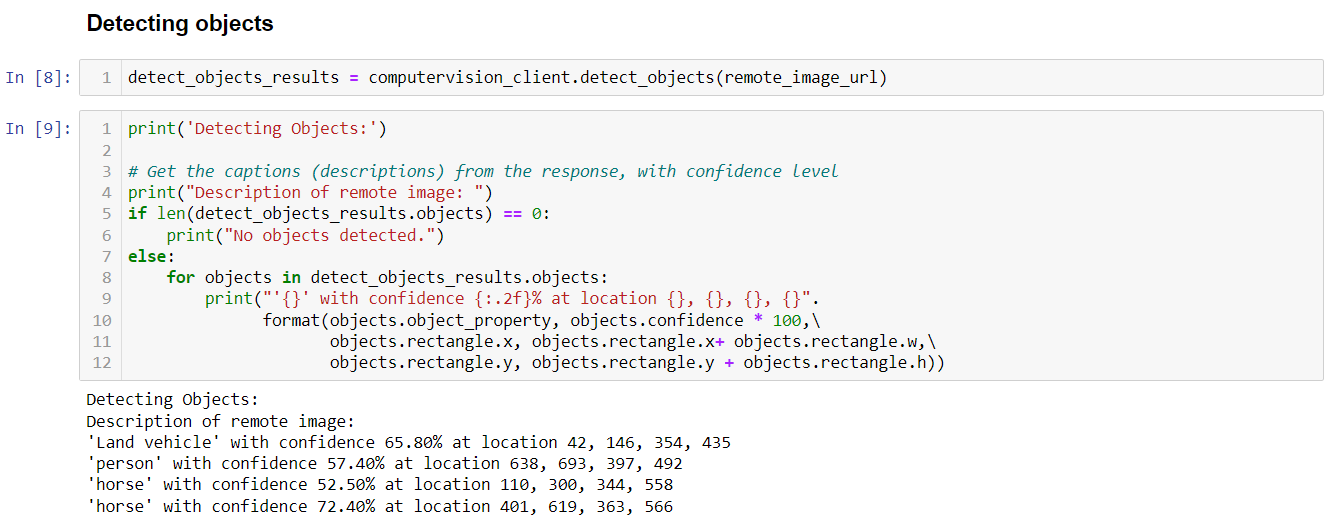 Detecting objects
In [8]: 1 detect_objects_results = computervision_client.detect_objects(remote_image_url)
In [9]: 1 print('Detecting Objects:')
2
3 # Get the captions (descriptions) from the response, with confidence level
4 print("Description of remote image: ")
5 if len(detect_objects_results.objects) == 0:
6     print("No objects detected.")
7 else:
8     for objects in detect_objects_results.objects:
9         print("'{}' with confidence {:.2f}% at location {}, {}, {}, {}".
10               format(objects.object_property, objects.confidence * 100,\
11                      objects.rectangle.x, objects.rectangle.x+ objects.rectangle.w,\
12                      objects.rectangle.y, objects.rectangle.y + objects.rectangle.h))
Detecting Objects:
Description of remote image:
'Land vehicle' with confidence 65.80% at location 42, 146, 354, 435
'person' with confidence 57.40% at location 638, 693, 397, 492
'horse' with confidence 52.50% at location 110, 300, 344, 558
'horse' with confidence 72.40% at location 401, 619, 363, 566